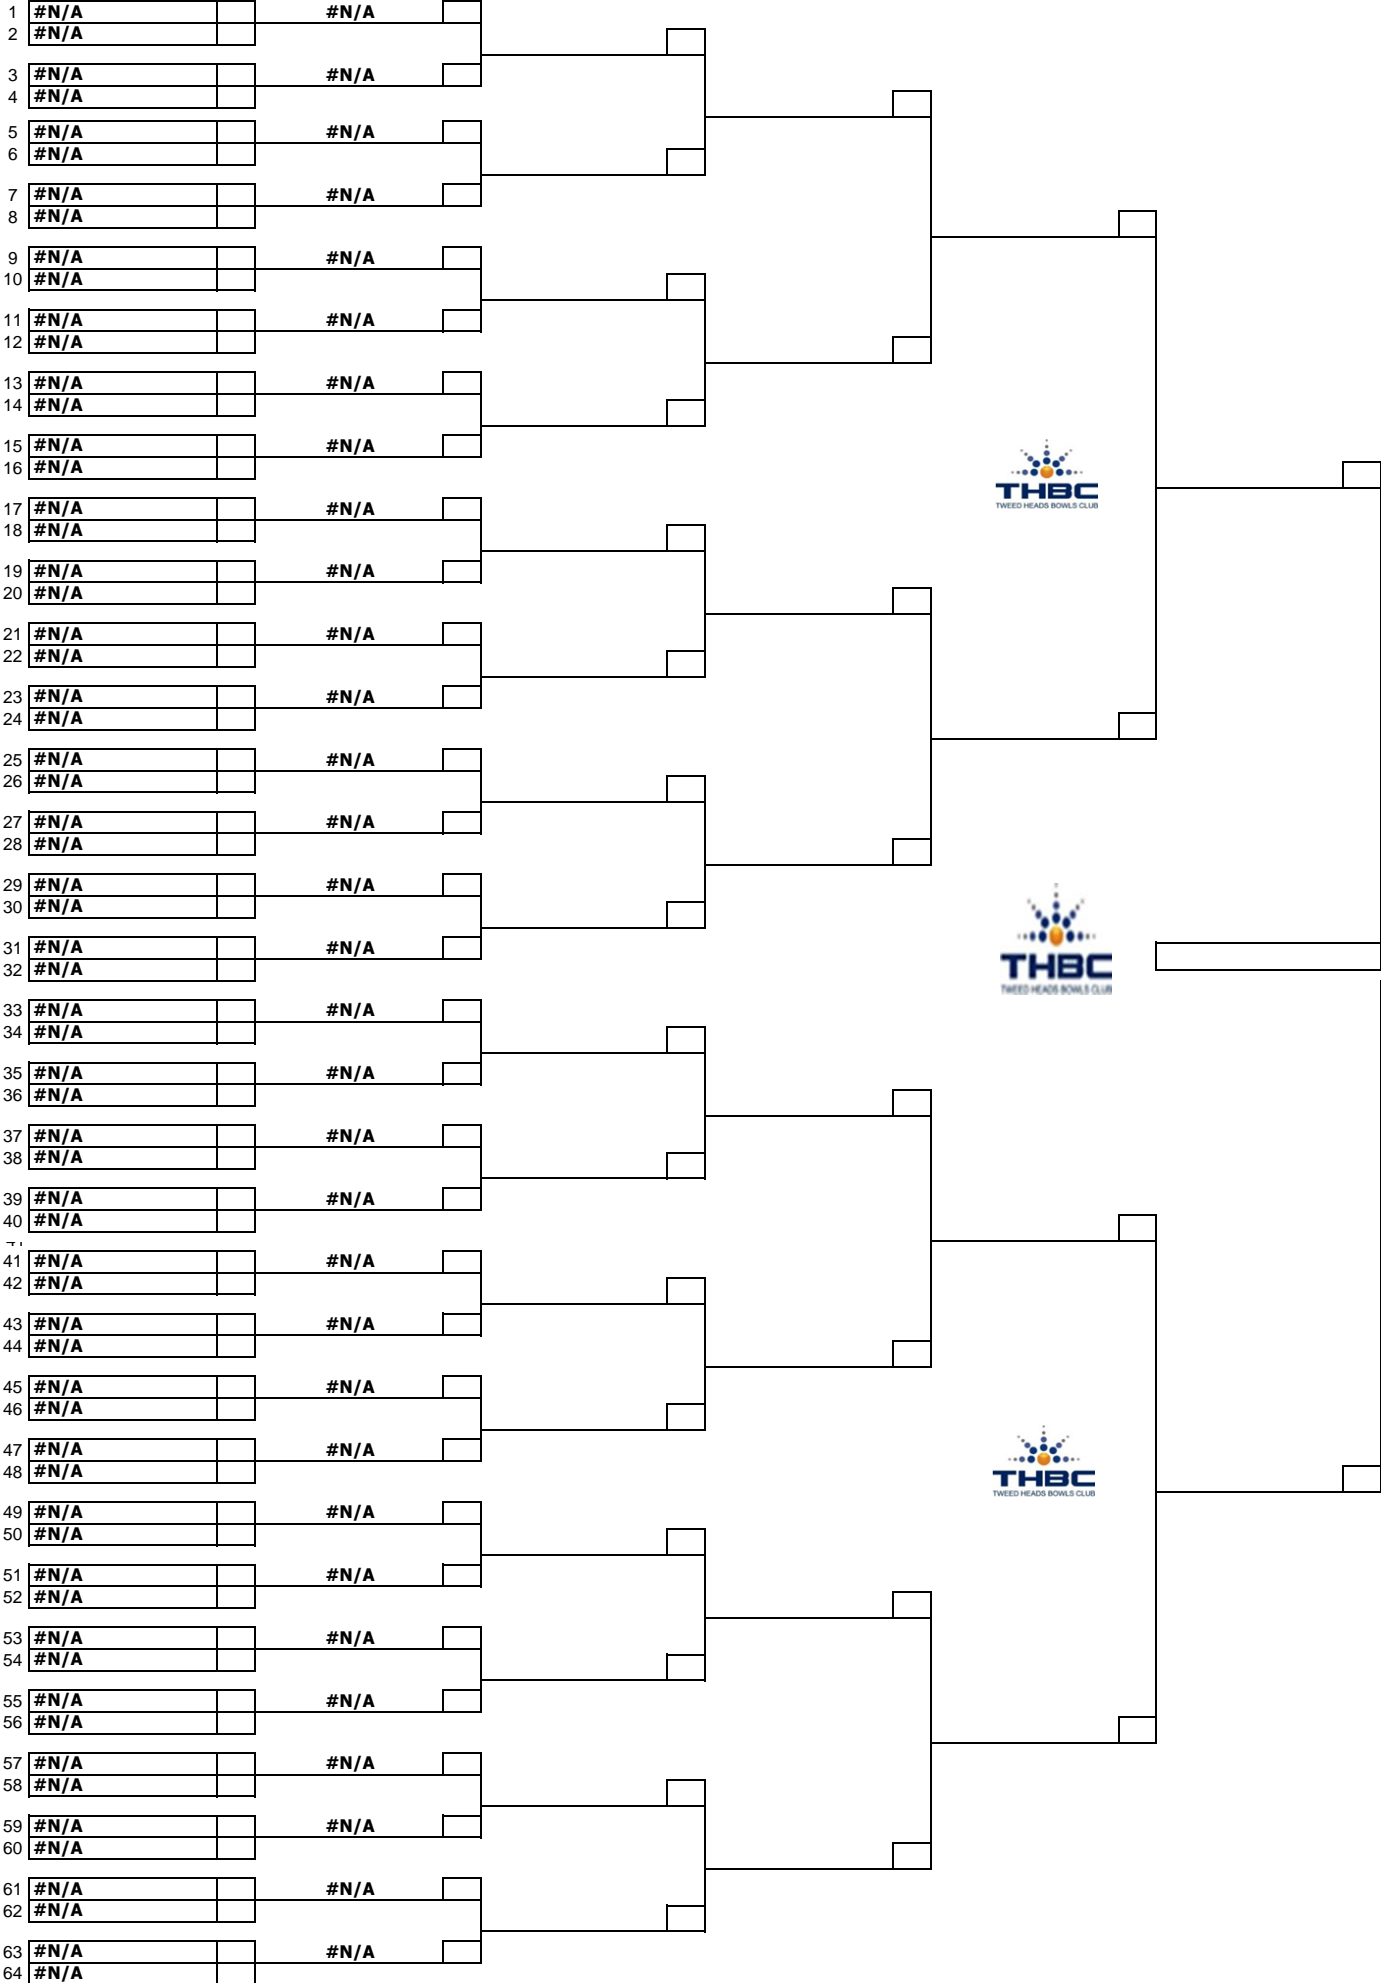 1 #N/A #N/A
2 #N/A
3 #N/A #N/A
4 #N/A
5 #N/A #N/A
6 #N/A
7 #N/A #N/A
8 #N/A
9 #N/A #N/A
10 #N/A
11 #N/A #N/A
12 #N/A
13 #N/A #N/A
14 #N/A
15 #N/A #N/A
16 #N/A
THBC
TWEED HEADS BOWLS CLUB
17 #N/A #N/A
18 #N/A
19 #N/A #N/A
20 #N/A
21 #N/A #N/A
22 #N/A
23 #N/A #N/A
24 #N/A
25 #N/A #N/A
26 #N/A
27 #N/A #N/A
28 #N/A
29 #N/A #N/A
30 #N/A
31 #N/A #N/A
32 #N/A
THBC
TWEED HEADS BOWLS CLUB
33 #N/A #N/A
34 #N/A
35 #N/A #N/A
36 #N/A
37 #N/A #N/A
38 #N/A
39 #N/A #N/A
40 #N/A
41 #N/A #N/A
42 #N/A
43 #N/A #N/A
44 #N/A
45 #N/A #N/A
46 #N/A
47 #N/A #N/A
48 #N/A
THBC
TWEED HEADS BOWLS CLUB
49 #N/A #N/A
50 #N/A
51 #N/A #N/A
52 #N/A
53 #N/A #N/A
54 #N/A
55 #N/A #N/A
56 #N/A
57 #N/A #N/A
58 #N/A
59 #N/A #N/A
60 #N/A
61 #N/A #N/A
62 #N/A
63 #N/A #N/A
64 #N/A